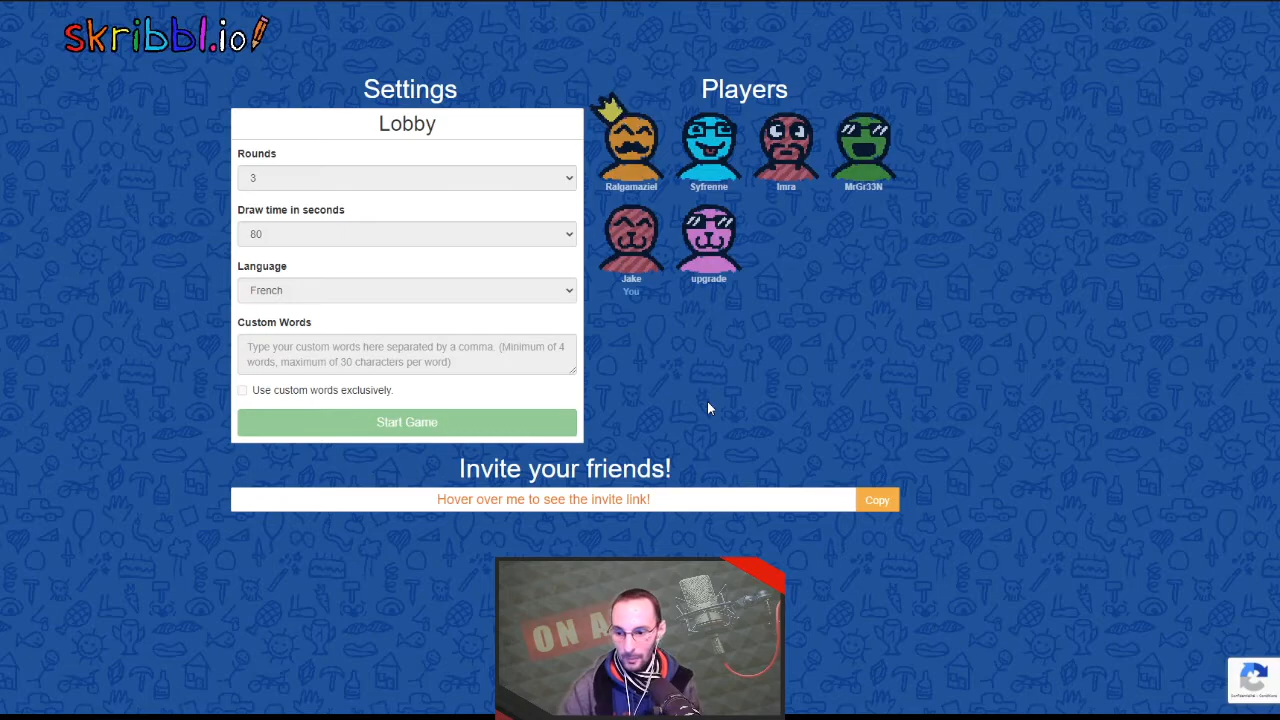 skribbl.io
Settings
Players
Lobby
Rounds
3
Draw time in seconds
80
Language
French
Custom Words
Type your custom words here separated by a comma. (Minimum of 4
words, maximum of 30 characters per word)
Use custom words exclusively.
Start Game
Ralgamaziel
Syfrenne
Imra
MrGr33N
Jake
You
upgrade
Invite your friends!
Hover over me to see the invite link!
Copy
ON A
Confidentialité - Conditions